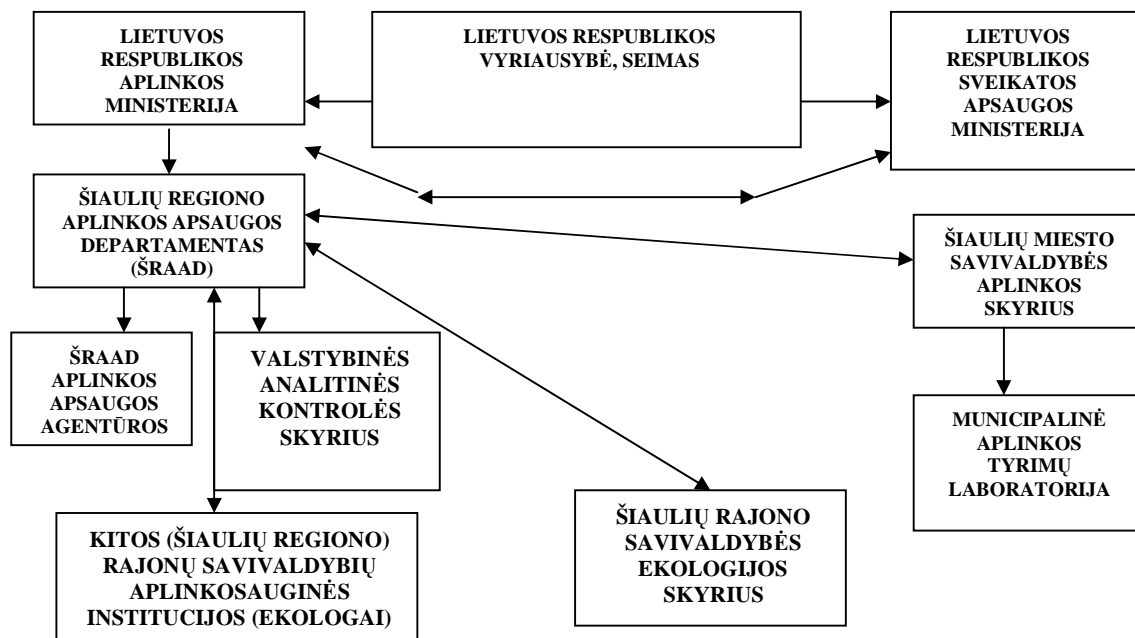 LIETUVOS
RESPUBLIKOS
APLINKOS
MINISTERIJA
LIETUVOS RESPUBLIKOS
VYRIAUSYBĖ, SEIMAS
LIETUVOS
RESPUBLIKOS
SVEIKATOS
APSAUGOS
MINISTERIJA
ŠIAULIŲ REGIONO
APLINKOS APSAUGOS
DEPARTAMENTAS
(ŠRAAD)
ŠIAULIŲ MIESTO
SAVIVALDYBĖS
APLINKOS
SKYRIUS
ŠRAAD
APLINKOS
APSAUGOS
AGENTŪROS
VALSTYBINĖS
ANALITINĖS
KONTROLĖS
SKYRIUS
MUNICIPALINĖ
APLINKOS
TYRIMŲ
LABORATORIJA
KITOS (ŠIAULIŲ REGIONO)
RAJONŲ SAVIVALDYBIŲ
APLINKOSAUGINĖS
INSTITUCIJOS (EKOLOGAI)
ŠIAULIŲ RAJONO
SAVIVALDYBĖS
EKOLOGIJOS
SKYRIUS